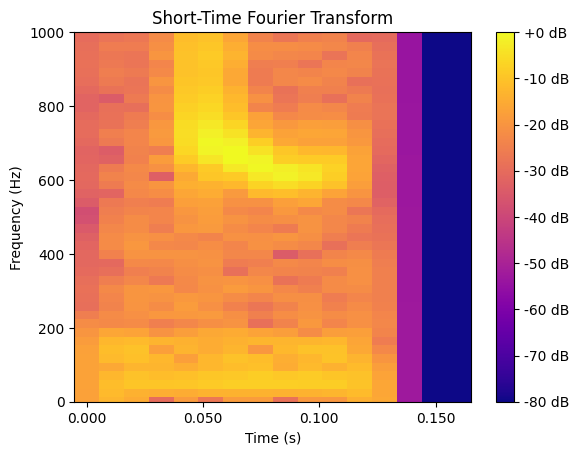 Short-Time Fourier Transform
Frequency (Hz)
1000
800
600
400
200
0
0.000
0.050
0.100
0.150
Time (s)
+0 dB
-10 dB
-20 dB
-30 dB
-40 dB
-50 dB
-60 dB
-70 dB
-80 dB